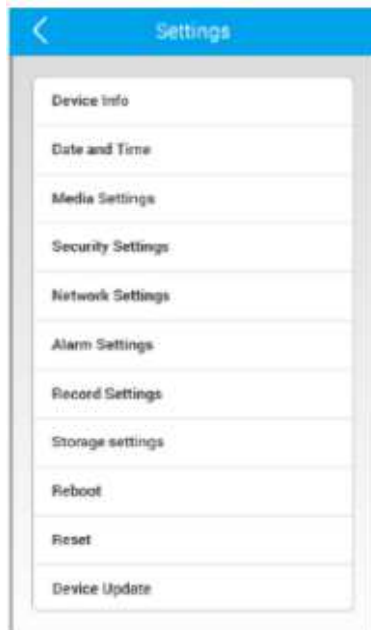 Settings
Device Info
Date and Time
Media Settings
Security Settings
Network Settings
Alarm Settings
Record Settings
Storage settings
Reboot
Reset
Device Update